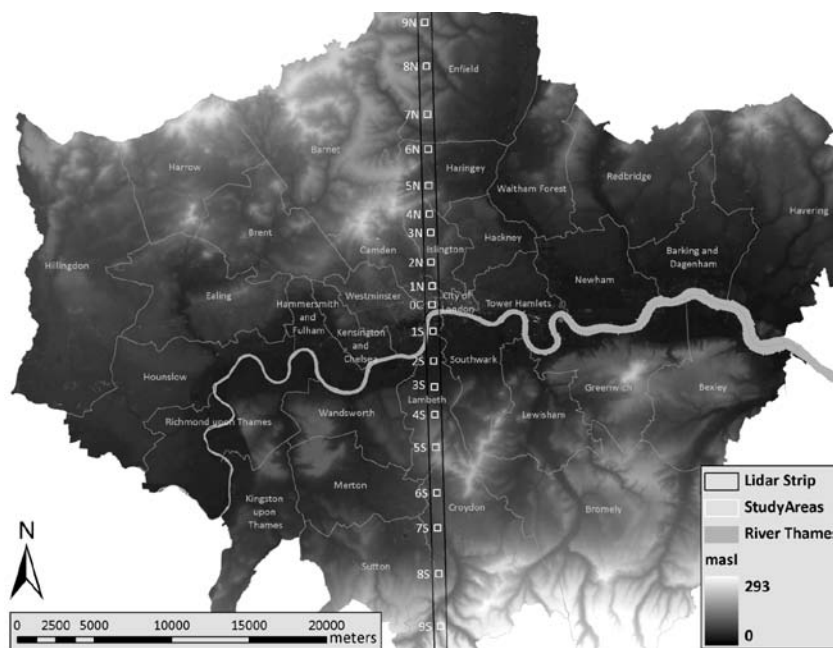 9N
Enfield
8N
7N
Barnet
Harrow
6N
Haringey
Waltham Forest
Redbridge
5N
Havering
4N
Brent
3N
Camden
Islington
Hackney
Barking and
Dagenham
Hillingdon
2N
Newham
Ealing
Westminster
1N
City of
London
Tower Hamlets
Hammersmith
and
Fulham
0C
Kensington
and
Chelsea
1S
2S
Southwark
Hounslow
3S
Greenwich
Bexley
Lambeth
Richmond upon Thames
Wandsworth
4S
Lewisham
5S
Merton
6S
Kingston
upon
Thames
Croydon
Bromely
7S
Sutton
8S
9S
N
0 2500 5000 10000 15000 20000
meters
Lidar Strip
StudyAreas
River Thames
masl
293
0